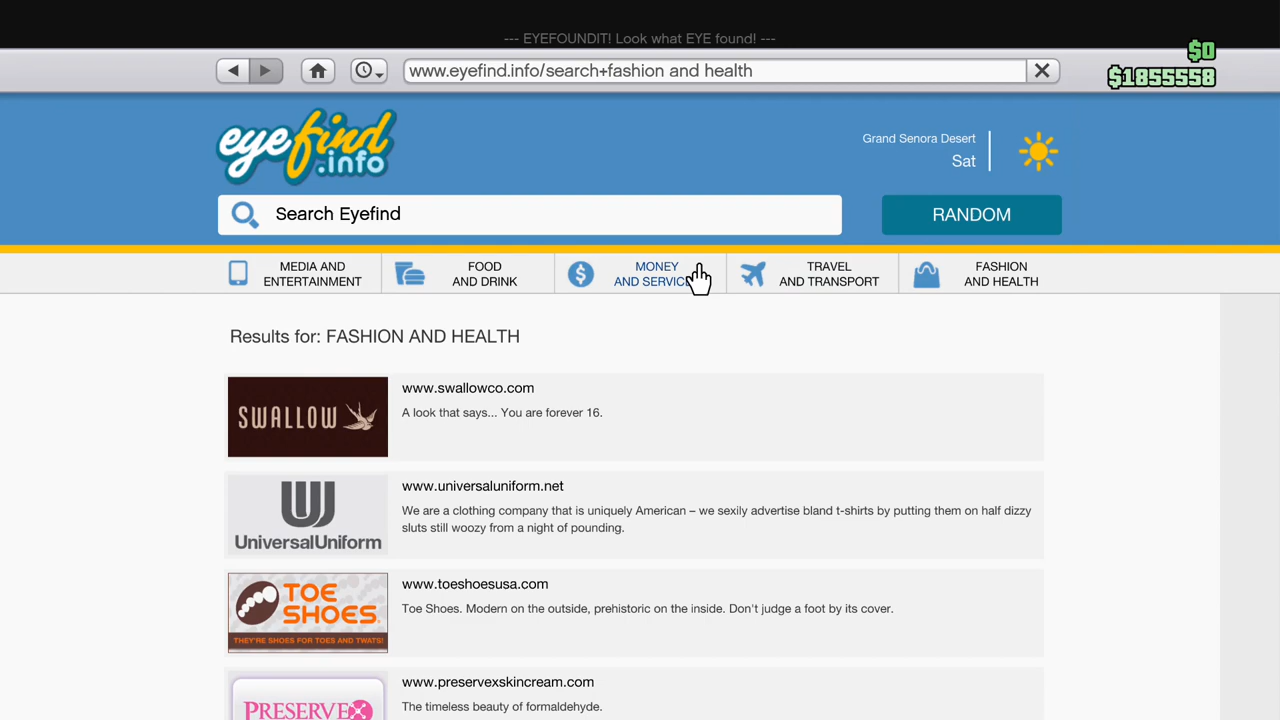 --- EYEFOUNDIT! Look what EYE found! ---
$0
www.eyefind.info/search+fashion and health
$1855558
eyefind
.info
Grand Senora Desert
Sat
Search Eyefind
RANDOM
MEDIA AND
ENTERTAINMENT
FOOD
AND DRINK
MONEY
AND SERVIC
TRAVEL
AND TRANSPORT
FASHION
AND HEALTH
Results for: FASHION AND HEALTH
SWALLOW
www.swallowco.com
A look that says... You are forever 16.
UniversalUniform
www.universaluniform.net
We are a clothing company that is uniquely American – we sexily advertise bland t-shirts by putting them on half dizzy
sluts still woozy from a night of pounding.
TOE
SHOES.
THEY'RE SHOES FOR TOES AND TWATS!
www.toeshoesusa.com
Toe Shoes. Modern on the outside, prehistoric on the inside. Don't judge a foot by its cover.
PRESERVEX
www.preservexskincream.com
The timeless beauty of formaldehyde.